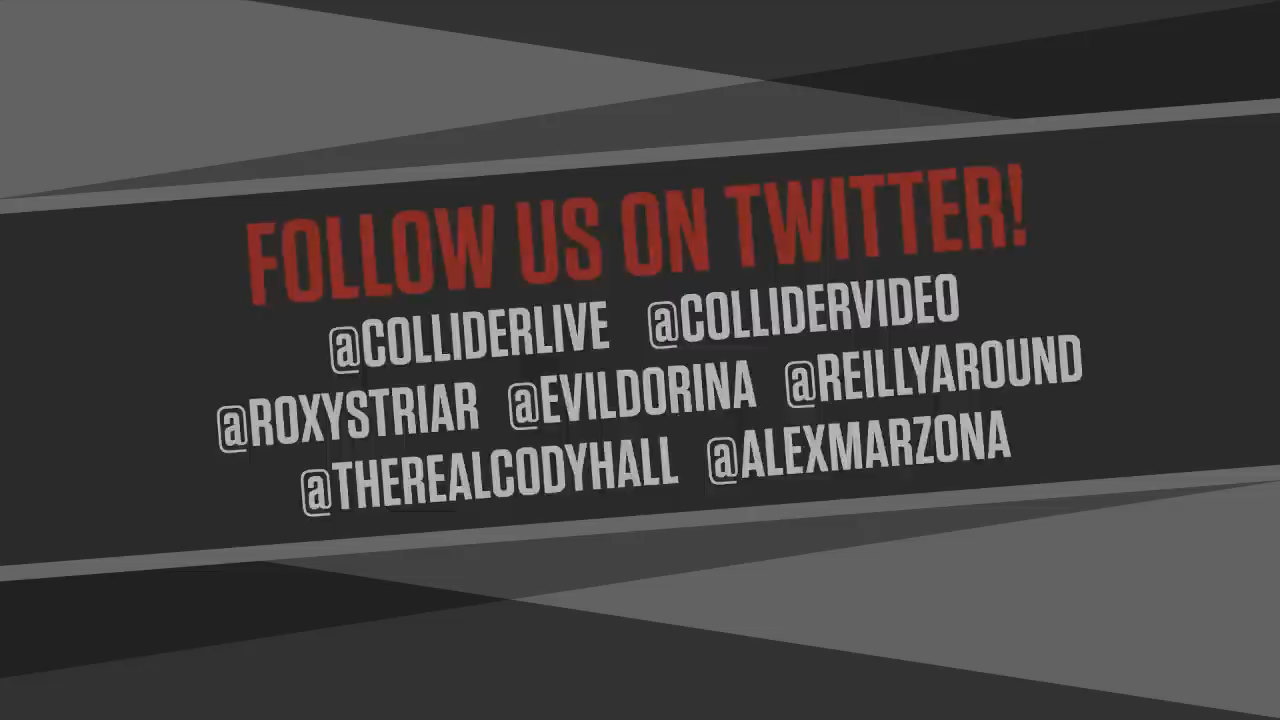 FOLLOW US ON TWITTER!
@COLLIDERLIVE @COLLIDERVIDEO
@ROXYSTRIAR @EVILDORINA @REILLYAROUND
@THEREALCODYHALL @ALEXMARZONA